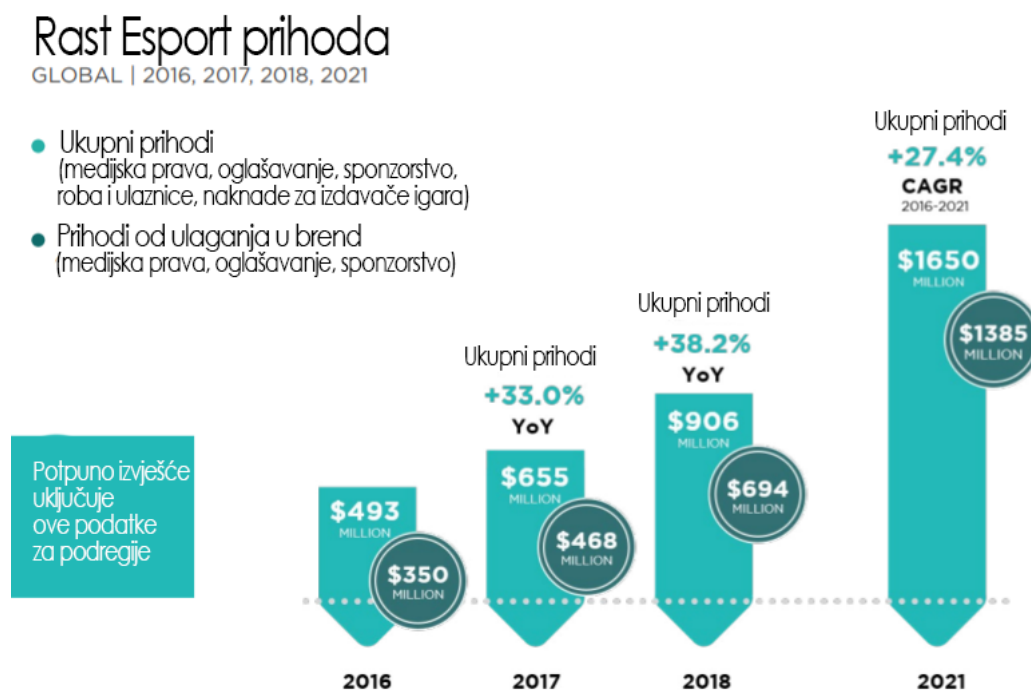 Rast Esport prihoda
GLOBAL | 2016, 2017, 2018, 2021
Ukupni prihodi
(medijska prava, oglašavanje, sponzorstvo,
roba i ulaznice, naknade za izdavače igara)
Prihodi od ulaganja u brend
(medijska prava, oglašavanje, sponzorstvo)
Potpuno izvješće
uključuje
ove podatke
za podregije
$493
MILLION
$350
MILLION
2016
Ukupni prihodi
+33.0%
YoY
$655
MILLION
$468
MILLION
2017
Ukupni prihodi
+38.2%
YoY
$906
MILLION
$694
MILLION
2018
Ukupni prihodi
+27.4%
CAGR
2016-2021
$1650
MILLION
$1385
MILLION
2021